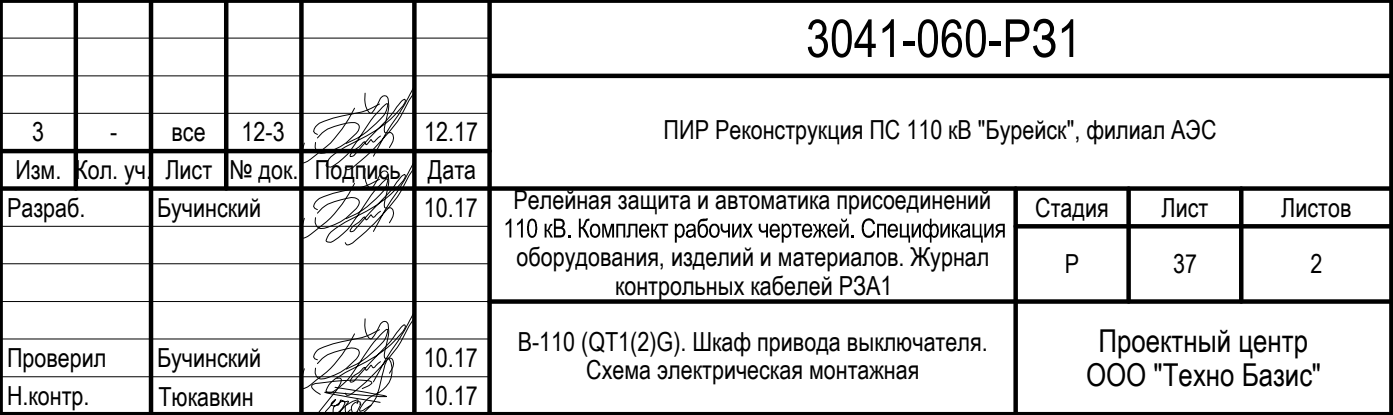 3041-060-РЗ1
3 - все 12-3 12.17
ПИР Реконструкция ПС 110 кВ "Бурейск", филиал АЭС
Изм. Кол. уч. Лист № док. Подпись Дата
Разраб. Бучинский 10.17
Релейная защита и автоматика присоединений
110 кВ. Комплект рабочих чертежей. Спецификация
оборудования, изделий и материалов. Журнал
контрольных кабелей РЗА1
Стадия Лист Листов
Р 37 2
Проверил Бучинский 10.17
Н.контр. Тюкавкин 10.17
В-110 (QT1(2)G). Шкаф привода выключателя.
Схема электрическая монтажная
Проектный центр
ООО "Техно Базис"